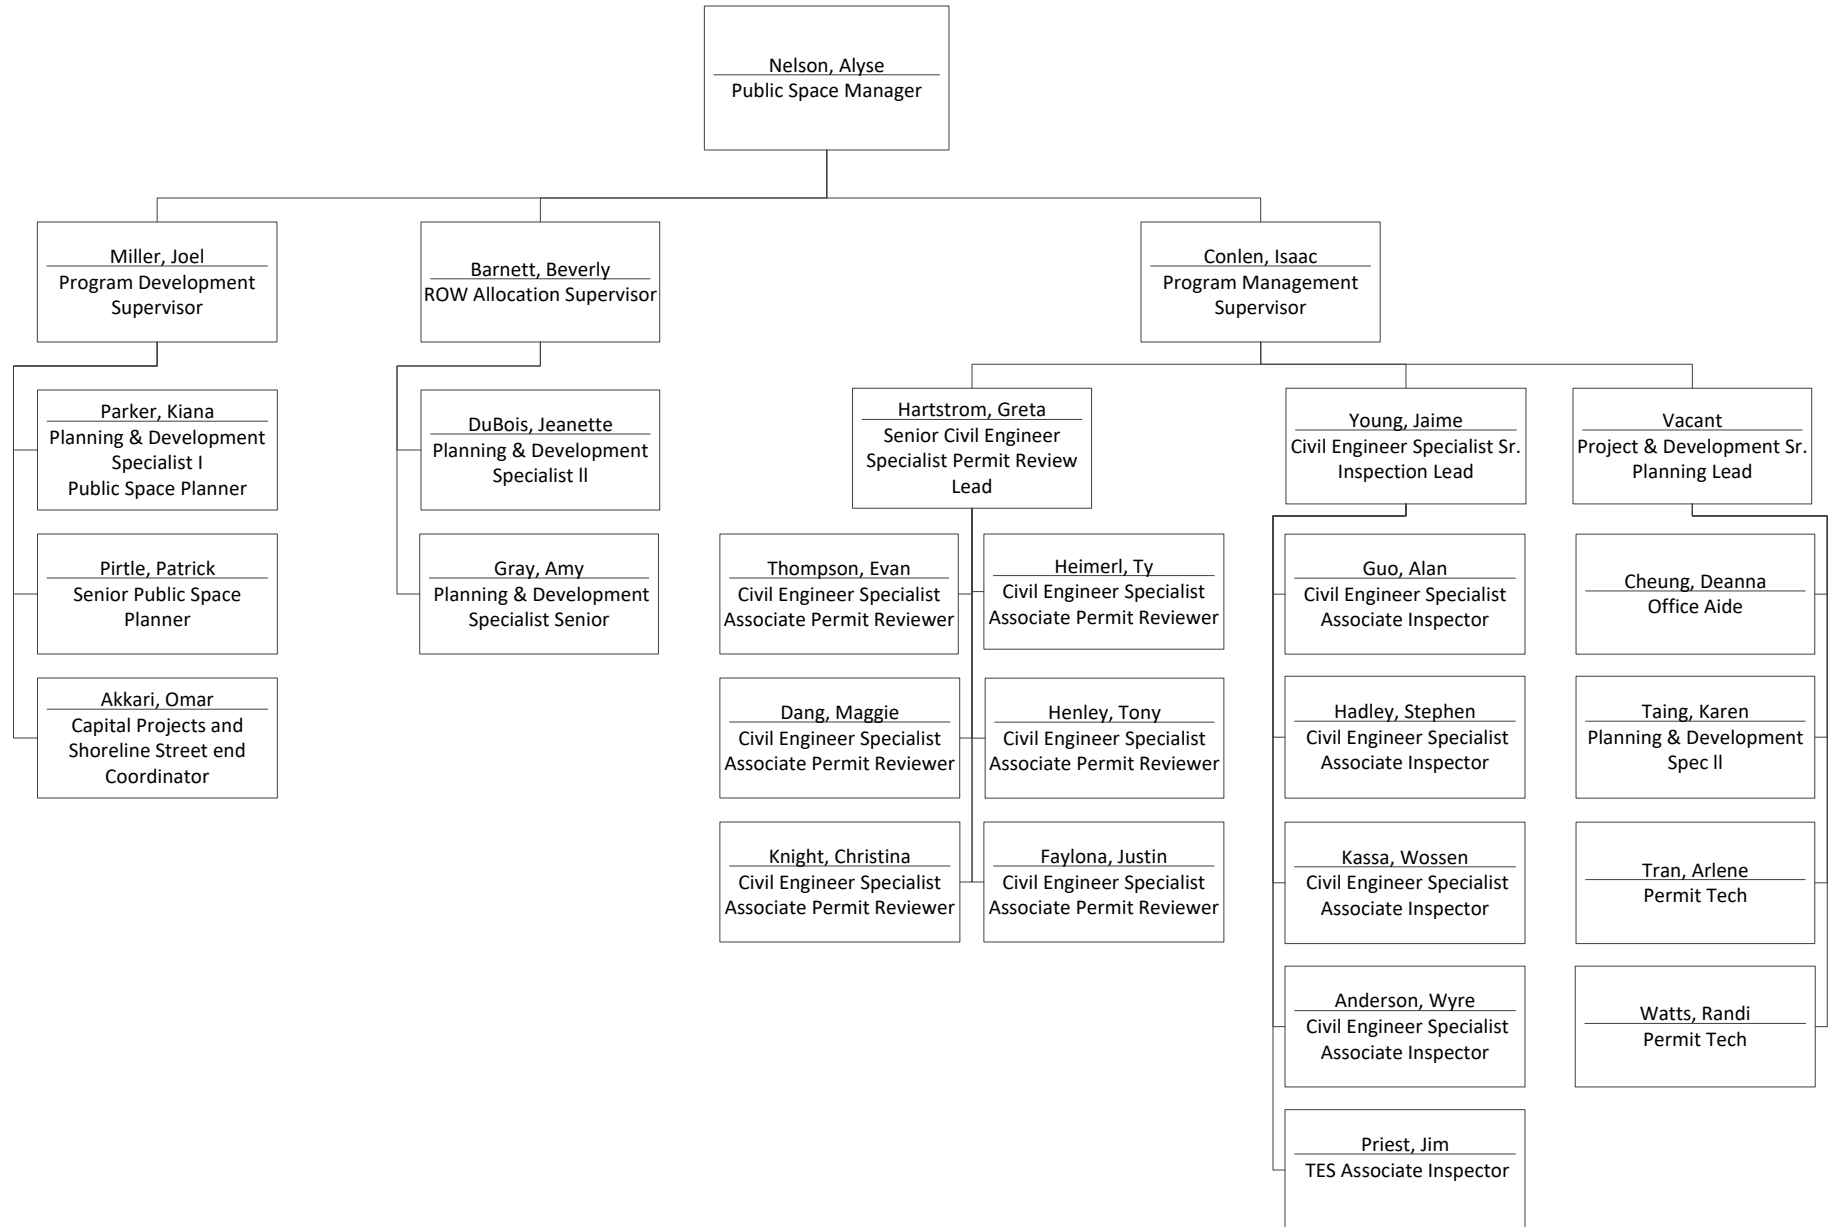 Nelson, Alyse
Public Space Manager
Miller, Joel
Program Development
Supervisor
Barnett, Beverly
ROW Allocation Supervisor
Conlen, Isaac
Program Management
Supervisor
Parker, Kiana
Planning & Development
Specialist I
Public Space Planner
Pirtle, Patrick
Senior Public Space
Planner
Akkari, Omar
Capital Projects and
Shoreline Street end
Coordinator
DuBois, Jeanette
Planning & Development
Specialist ll
Gray, Amy
Planning & Development
Specialist Senior
Hartstrom, Greta
Senior Civil Engineer
Specialist Permit Review
Lead
Thompson, Evan
Civil Engineer Specialist
Associate Permit Reviewer
Heimerl, Ty
Civil Engineer Specialist
Associate Permit Reviewer
Dang, Maggie
Civil Engineer Specialist
Associate Permit Reviewer
Henley, Tony
Civil Engineer Specialist
Associate Permit Reviewer
Knight, Christina
Civil Engineer Specialist
Associate Permit Reviewer
Faylona, Justin
Civil Engineer Specialist
Associate Permit Reviewer
Young, Jaime
Civil Engineer Specialist Sr.
Inspection Lead
Guo, Alan
Civil Engineer Specialist
Associate Inspector
Hadley, Stephen
Civil Engineer Specialist
Associate Inspector
Kassa, Wossen
Civil Engineer Specialist
Associate Inspector
Anderson, Wyre
Civil Engineer Specialist
Associate Inspector
Priest, Jim
TES Associate Inspector
Vacant
Project & Development Sr.
Planning Lead
Cheung, Deanna
Office Aide
Taing, Karen
Planning & Development
Spec ll
Tran, Arlene
Permit Tech
Watts, Randi
Permit Tech